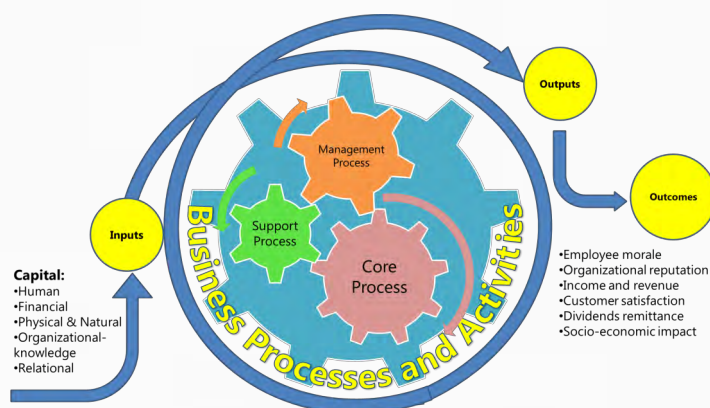 Outputs
Management
Process
Support
Process
Core
Process
Business Processes and Activities
Inputs
Outcomes
Capital:
•Human
•Financial
•Physical & Natural
•Organizational-
knowledge
•Relational
•Employee morale
•Organizational reputation
•Income and revenue
•Customer satisfaction
•Dividends remittance
•Socio-economic impact